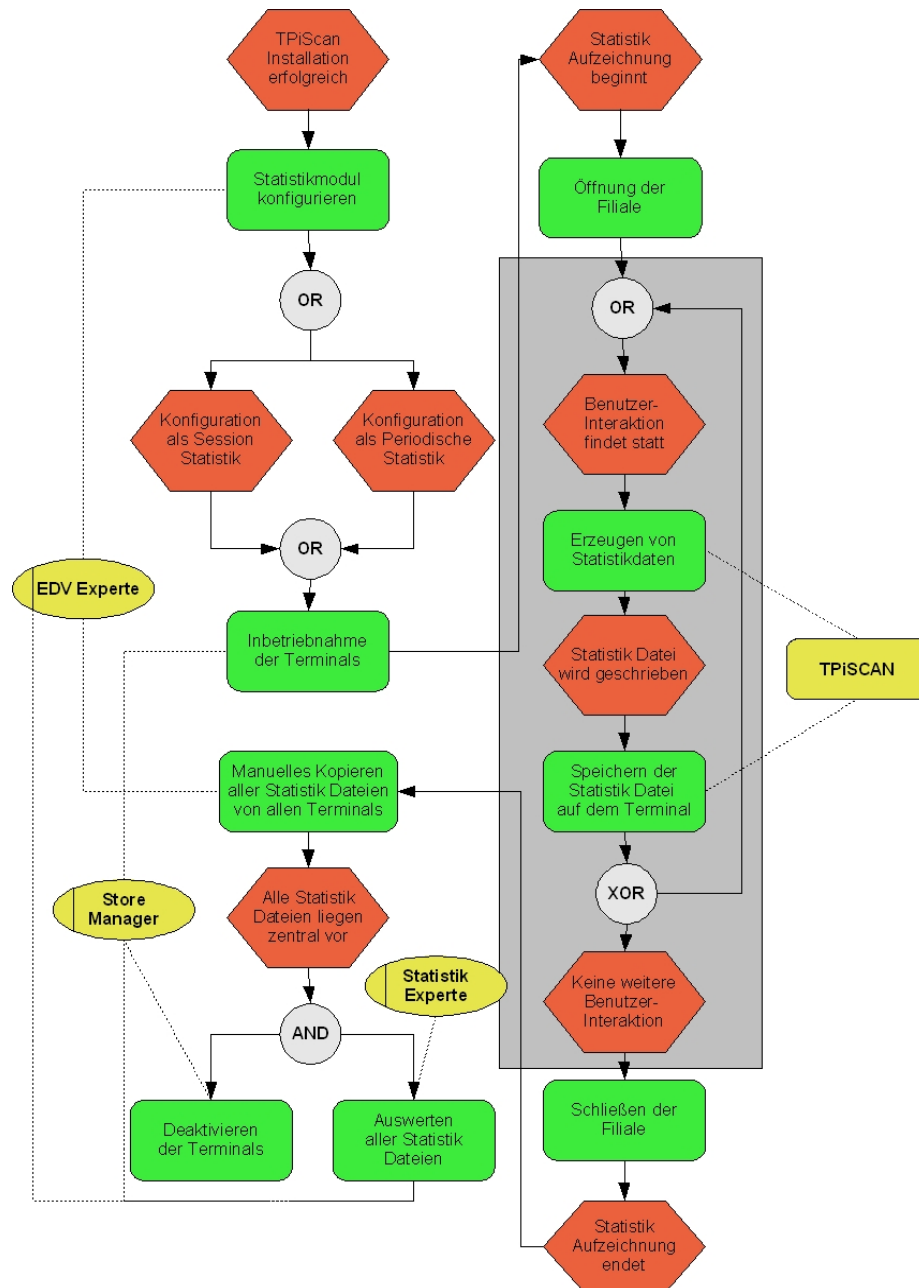 TPiScan
Installation
erfolgreich
Statistikmodul
konfigurieren
OR
Konfiguration
als Session
Statistik
Konfiguration
als Periodische
Statistik
OR
EDV Experte
Inbetriebnahme
der Terminals
Manuelles Kopieren
aller Statistik Dateien
von allen Terminals
Store
Manager
Alle Statistik
Dateien liegen
zentral vor
Statistik
Experte
AND
Deaktivieren
der Terminals
Auswerten
aller Statistik
Dateien
Statistik
Aufzeichnung
beginnt
Öffnung der
Filiale
OR
Benutzer-
Interaktion
findet statt
Erzeugen von
Statistikdaten
Statistik Datei
wird geschrieben
TPiSCAN
Speichern der
Statistik Datei
auf dem Terminal
XOR
Keine weitere
Benutzer-
Interaktion
Schließen der
Filiale
Statistik
Aufzeichnung
endet